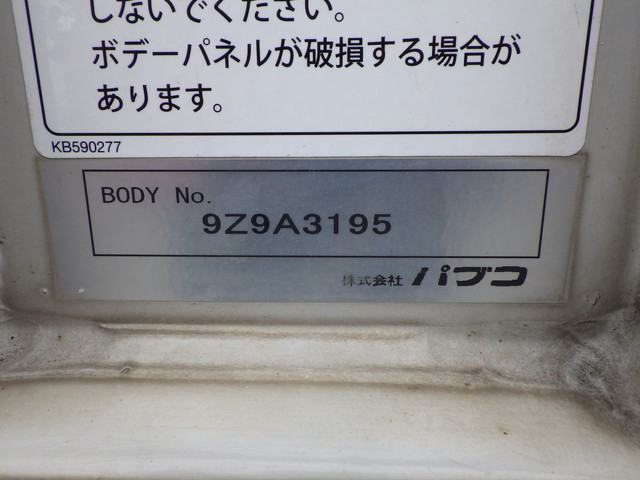 しないでください。
ボデーパネルが破損する場合が
あります。
KB590277
BODY No.
9Z9A3195
株式会社 パブコ